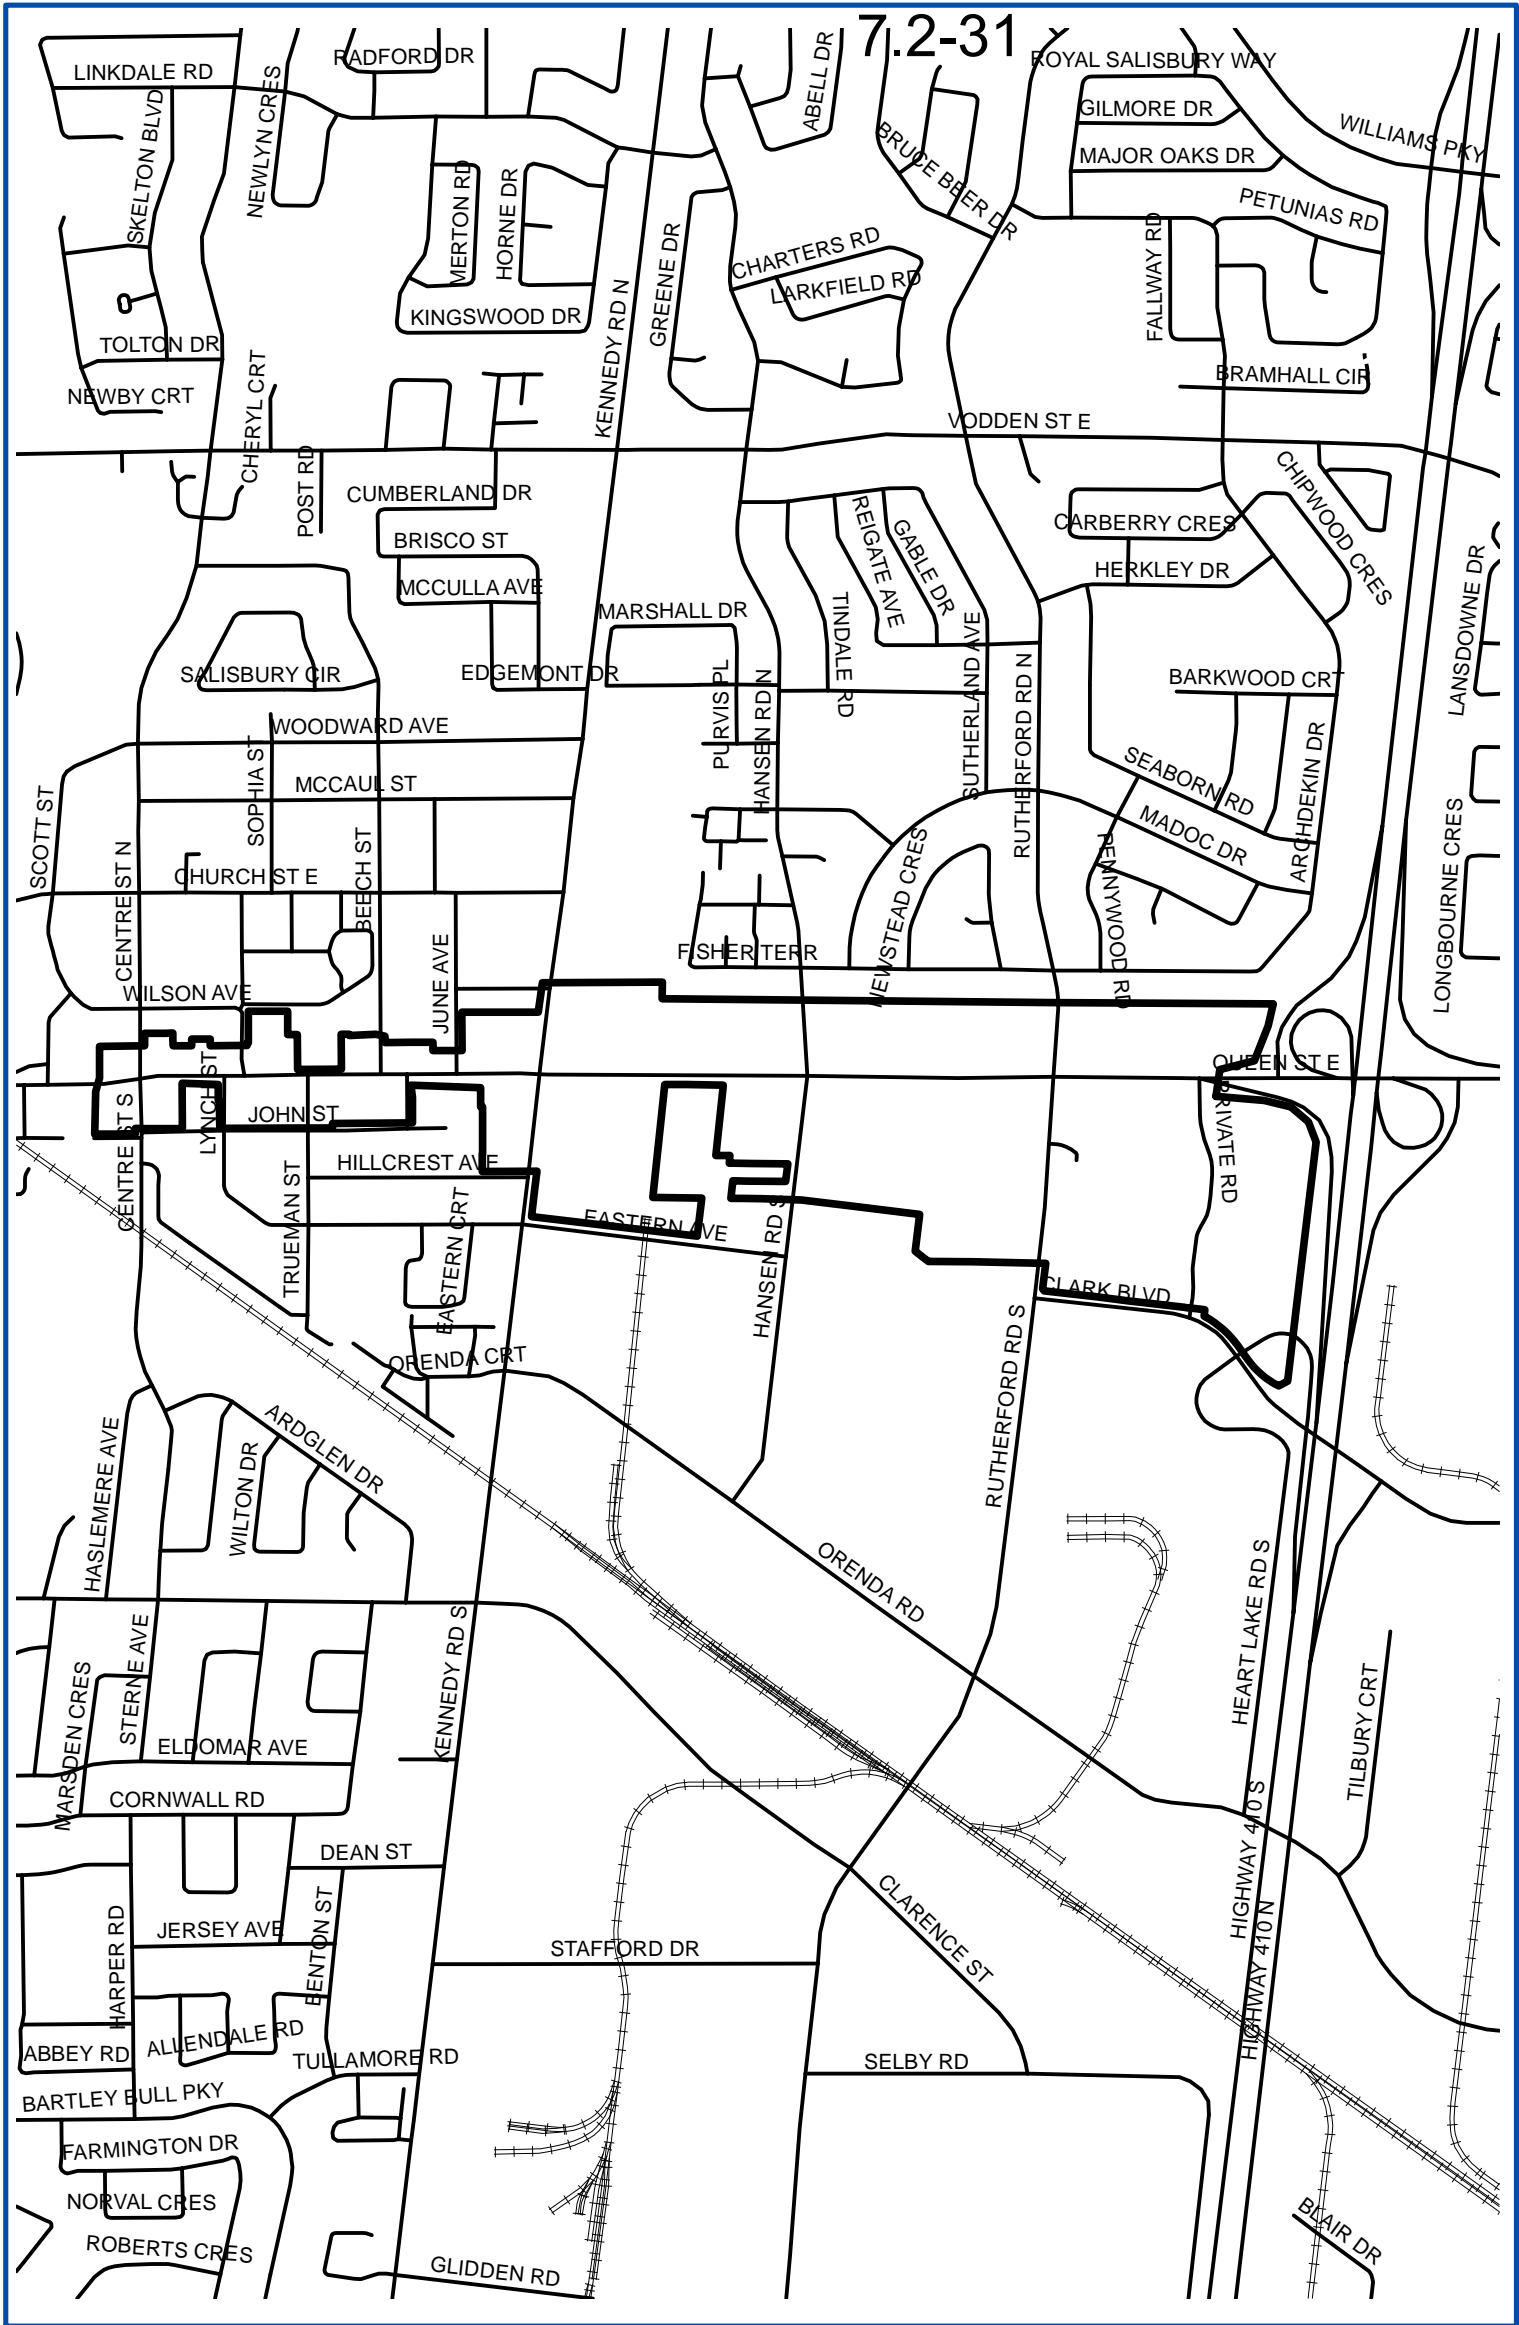 7.2-31
RADFORD DR
ROYAL SALISBURY WAY
LINKDALE RD
NEWLYN CRES
ABELL DR
GILMORE DR
WILLIAMS PKY
SKELTON BLVD
BRUCE BEER DR
MAJOR OAKS DR
MERTON RD
HORNE DR
PETUNIAS RD
CHARTERS RD
GREENE DR
FALLWAY RD
LARKFIELD RD
KINGSWOOD DR
KENNEDY RD N
TOLTON DR
BRAMHALL CIR
NEWBY CRT
CHERYL CRT
VODDEN ST E
POST RD
CUMBERLAND DR
CHIPWOOD CRES
REIGATE AVE
GABLE DR
CARBERRY CRES
BRISCO ST
HERKLEY DR
MCCULLA AVE
LANSDOWNE DR
MARSHALL DR
TINDALE RD
SALISBURY CIR
EDGEMONT DR
SUTHERLAND AVE
BARKWOOD CRT
PURVIS PL
HANSEN RD N
RUTHERFORD RD N
WOODWARD AVE
SOPHIA ST
MCCAUL ST
SEABORN RD
ARCHDEKIN DR
SCOTT ST
MADOC DR
LONGBOURNE CRES
CENTRE ST N
CHURCH ST E
BEECH ST
NEWSTEAD CRES
PENNYWOOD RD
JUNE AVE
FISHER TERR
WILSON AVE
QUEEN ST E
LYNCH ST
JOHN ST
PRIVATE RD
CENTRE ST S
HILLCREST AVE
TRUEMAN ST
EASTERN AVE
EASTERN CRT
HANSEN RD S
CLARK BLVD
ORENDA CRT
RUTHERFORD RD S
ARDGLEN DR
HASLEMERE AVE
WILTON DR
ORENDA RD
HEART LAKE RD S
KENNEDY RD S
STERNE AVE
MARSDEN CRES
TILBURY CRT
ELDOMAR AVE
CORNWALL RD
HIGHWAY 410 S
DEAN ST
CLARENCE ST
BENTON ST
HARPER RD
JERSEY AVE
STAFFORD DR
HIGHWAY 410 N
ALLENDALE RD
ABBEY RD
TULLAMORE RD
SELBY RD
BARTLEY BULL PKY
FARMINGTON DR
NORVAL CRES
BLAIR DR
ROBERTS CRES
GLIDDEN RD